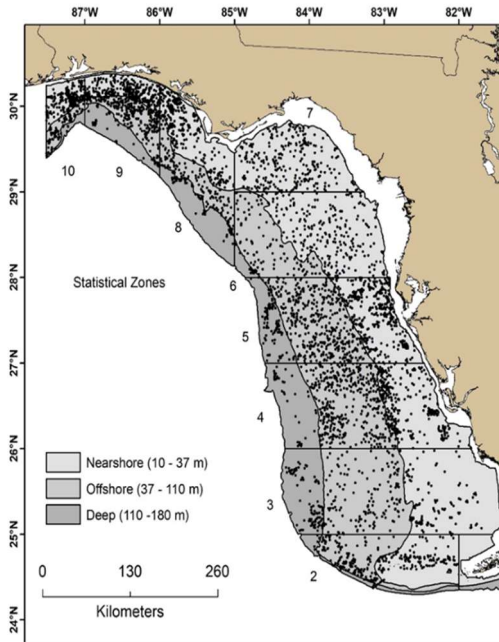 87°W 86°W 85°W 84°W 83°W 82°W
30°N
29°N
28°N
27°N
26°N
25°N
24°N
7
10
9
8
6
5
4
3
2
Statistical Zones
Nearshore (10 - 37 m)
Offshore (37 - 110 m)
Deep (110 -180 m)
0 130 260
Kilometers